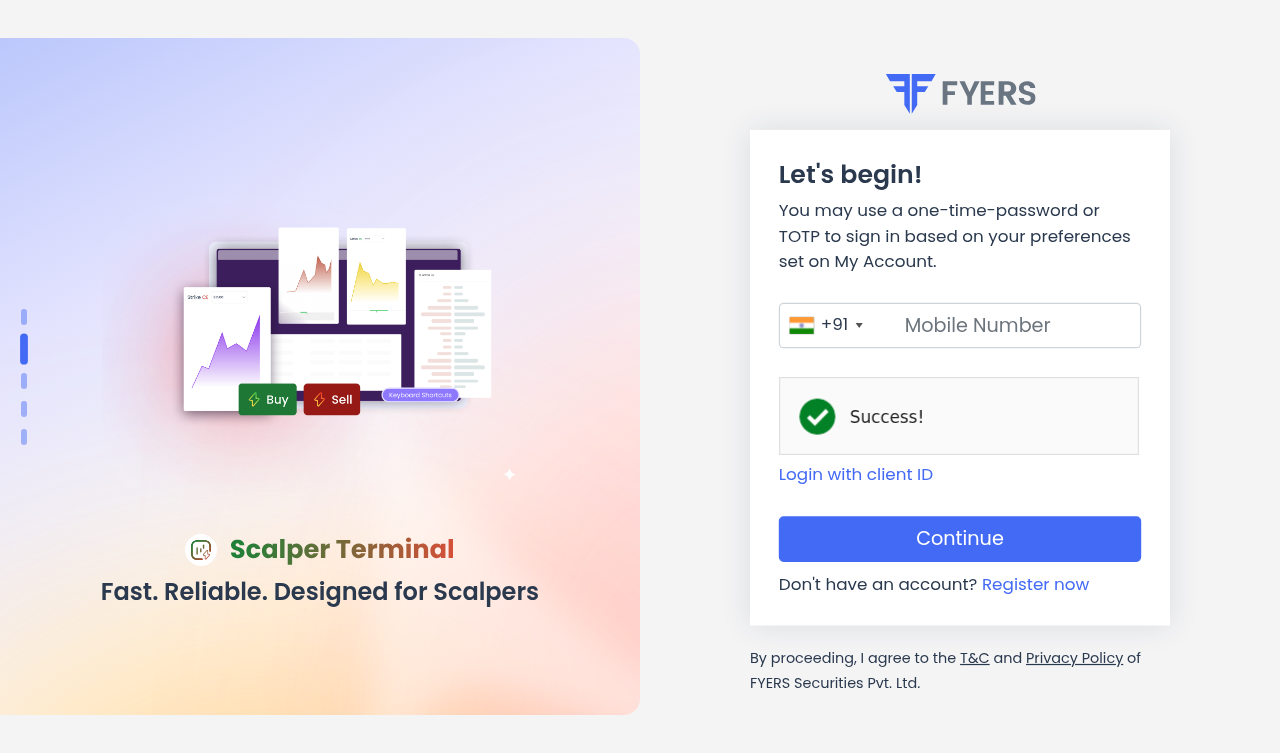 Buy
Sell
Keyboard Shortcuts
Scalper Terminal
Fast. Reliable. Designed for Scalpers
FYERS
Let's begin!
You may use a one-time-password or
TOTP to sign in based on your preferences
set on My Account.
+91
Mobile Number
Success!
Login with client ID
Continue
Don't have an account? Register now
By proceeding, I agree to the T&C and Privacy Policy of
FYERS Securities Pvt. Ltd.